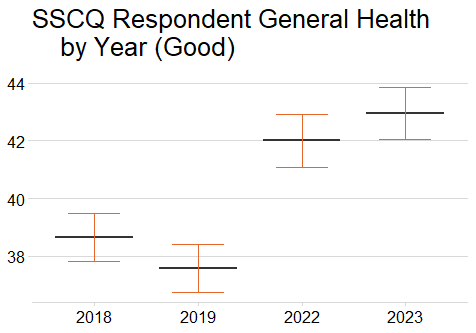 SSCQ Respondent General Health
by Year (Good)
44
42
40
38
2018 2019 2022 2023